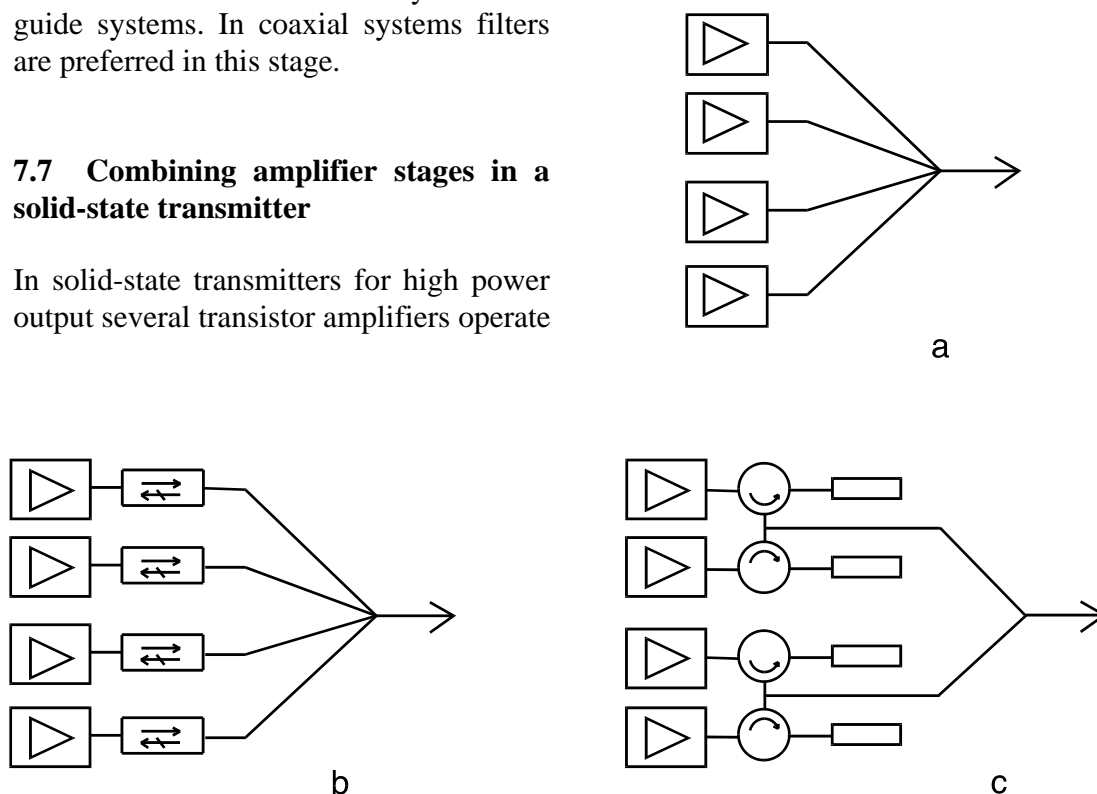 guide systems. In coaxial systems filters
are preferred in this stage.
7.7 Combining amplifier stages in a
solid-state transmitter
In solid-state transmitters for high power
output several transistor amplifiers operate
a
b
c